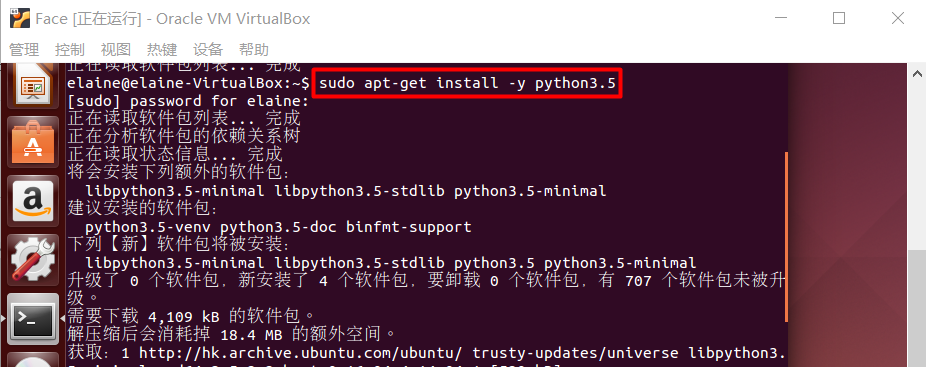 Face [正在运行] - Oracle VM VirtualBox
管理 控制 视图 热键 设备 帮助
正在读取软件包列表... 完成
elaine@elaine-VirtualBox:~$ sudo apt-get install -y python3.5
[sudo] password for elaine:
正在读取软件包列表... 完成
正在分析软件包的依赖关系树
正在读取状态信息... 完成
将会安装下列额外的软件包:
libpython3.5-minimal libpython3.5-stdlib python3.5-minimal
建议安装的软件包:
python3.5-venv python3.5-doc binfmt-support
下列【新】软件包将被安装:
libpython3.5-minimal libpython3.5-stdlib python3.5 python3.5-minimal
升级了 0 个软件包，新安装了 4 个软件包，要卸载 0 个软件包，有 707 个软件包未被升
级。
需要下载 4,109 kB 的软件包。
解压缩后会消耗掉 18.4 MB 的额外空间。
获取：1 http://hk.archive.ubuntu.com/ubuntu/ trusty-updates/universe libpython3.